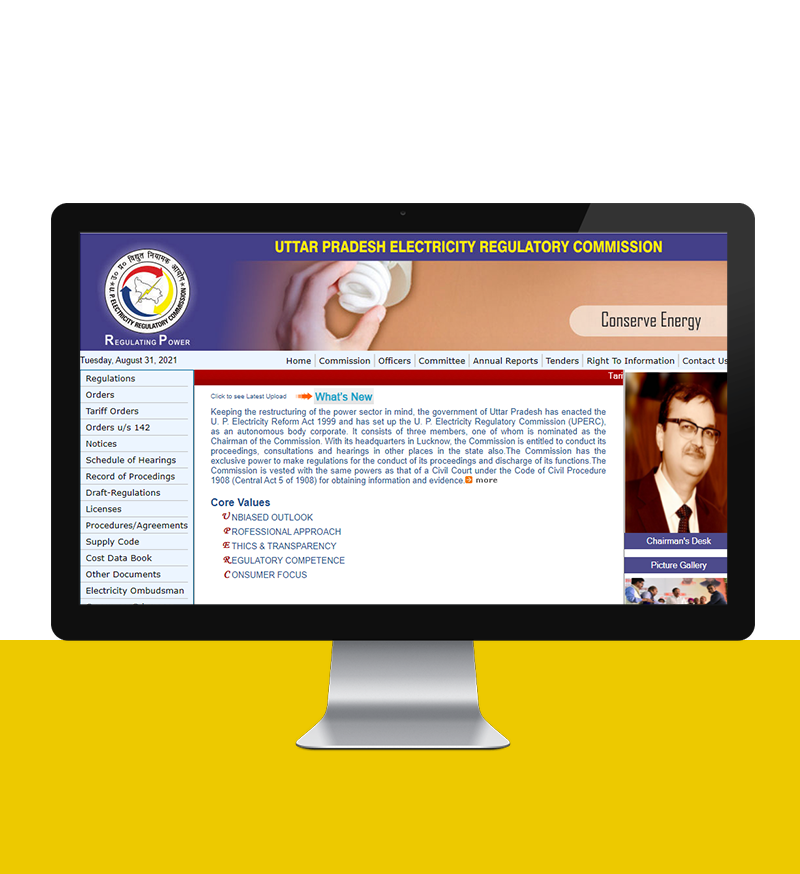 UTTAR PRADESH ELECTRICITY REGULATORY COMMISSION
उ० प्र० विद्युत नियामक आयोग
U.P. ELECTRICITY REGULATORY COMMISSION
REGULATING POWER
Conserve Energy
Tuesday, August 31, 2021
Home Commission Officers Committee Annual Reports Tenders Right To Information Contact Us
Regulations
Orders
Tariff Orders
Orders u/s 142
Notices
Schedule of Hearings
Record of Procedings
Draft-Regulations
Licenses
Procedures/Agreements
Supply Code
Cost Data Book
Other Documents
Electricity Ombudsman
Click to see Latest Upload What's New
Keeping the restructuring of the power sector in mind, the government of Uttar Pradesh has enacted the
U. P. Electricity Reform Act 1999 and has set up the U. P. Electricity Regulatory Commission (UPERC),
as an autonomous body corporate. It consists of three members, one of whom is nominated as the
Chairman of the Commission. With its headquarters in Lucknow, the Commission is entitled to conduct its
proceedings, consultations and hearings in other places in the state also.The Commission has the
exclusive power to make regulations for the conduct of its proceedings and discharge of its functions.The
Commission is vested with the same powers as that of a Civil Court under the Code of Civil Procedure
1908 (Central Act 5 of 1908) for obtaining information and evidence. more
Core Values
UNBIASED OUTLOOK
PROFESSIONAL APPROACH
ETHICS & TRANSPARENCY
REGULATORY COMPETENCE
CONSUMER FOCUS
Chairman's Desk
Picture Gallery